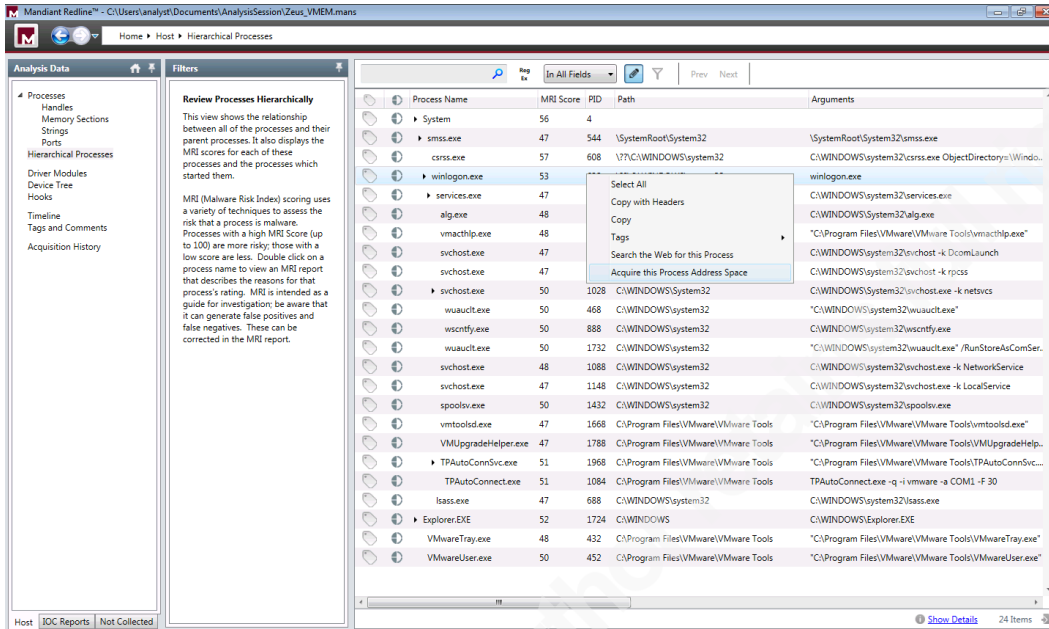 Mandiant Redline™ - C:\Users\analyst\Documents\AnalysisSession\Zeus_VMEM.mans
Home ▸ Host ▸ Hierarchical Processes
Analysis Data
Processes
Handles
Memory Sections
Strings
Ports
Hierarchical Processes
Driver Modules
Device Tree
Hooks
Timeline
Tags and Comments
Acquisition History
Host IOC Reports Not Collected
Filters
Review Processes Hierarchically
This view shows the relationship
between all of the processes and their
parent processes. It also displays the
MRI scores for each of these
processes and the processes which
started them.
MRI (Malware Risk Index) scoring uses
a variety of techniques to assess the
risk that a process is malware.
Processes with a high MRI Score (up
to 100) are more risky; those with a
low score are less. Double click on a
process name to view an MRI report
that describes the reasons for that
process's rating. MRI is intended as a
guide for investigation; be aware that
it can generate false positives and
false negatives. These can be
corrected in the MRI report.
Reg Ex In All Fields Prev Next
Process Name MRI Score PID Path Arguments
System 56 4
smss.exe 47 544 \SystemRoot\System32 \SystemRoot\System32\smss.exe
csrss.exe 57 608 \??\C:\WINDOWS\system32 C:\WINDOWS\system32\csrss.exe ObjectDirectory=\Windo...
winlogon.exe 53 winlogon.exe
services.exe 47 C:\WINDOWS\system32\services.exe
alg.exe 48 C:\WINDOWS\System32\alg.exe
vmacthlp.exe 48 "C:\Program Files\VMware\VMware Tools\vmacthlp.exe"
svchost.exe 47 C:\WINDOWS\system32\svchost -k DcomLaunch
svchost.exe 47 C:\WINDOWS\system32\svchost -k rpcss
Select All
Copy with Headers
Copy
Tags
Search the Web for this Process
Acquire this Process Address Space
svchost.exe 50 1028 C:\WINDOWS\System32 C:\WINDOWS\System32\svchost.exe -k netsvcs
wuauclt.exe 50 468 C:\WINDOWS\system32 "C:\WINDOWS\system32\wuauclt.exe"
wscntfy.exe 50 888 C:\WINDOWS\system32 C:\WINDOWS\system32\wscntfy.exe
wuauclt.exe 50 1732 C:\WINDOWS\system32 "C:\WINDOWS\system32\wuauclt.exe" /RunStoreAsComSer...
svchost.exe 48 1088 C:\WINDOWS\system32 C:\WINDOWS\system32\svchost.exe -k NetworkService
svchost.exe 47 1148 C:\WINDOWS\system32 C:\WINDOWS\system32\svchost.exe -k LocalService
spoolsv.exe 50 1432 C:\WINDOWS\system32 C:\WINDOWS\system32\spoolsv.exe
vmtoolsd.exe 47 1668 C:\Program Files\VMware\VMware Tools "C:\Program Files\VMware\VMware Tools\vmtoolsd.exe"
VMUpgradeHelper.exe 47 1788 C:\Program Files\VMware\VMware Tools "C:\Program Files\VMware\VMware Tools\VMUpgradeHelp...
TPAutoConnSvc.exe 51 1968 C:\Program Files\VMware\VMware Tools "C:\Program Files\VMware\VMware Tools\TPAutoConnSvc....
TPAutoConnect.exe 51 1084 C:\Program Files\VMware\VMware Tools TPAutoConnect.exe -q -i vmware -a COM1 -F 30
lsass.exe 47 688 C:\WINDOWS\system32 C:\WINDOWS\system32\lsass.exe
Explorer.EXE 52 1724 C:\WINDOWS C:\WINDOWS\Explorer.EXE
VMwareTray.exe 48 432 C:\Program Files\VMware\VMware Tools "C:\Program Files\VMware\VMware Tools\VMwareTray.exe"
VMwareUser.exe 50 452 C:\Program Files\VMware\VMware Tools "C:\Program Files\VMware\VMware Tools\VMwareUser.exe"
Show Details 24 Items